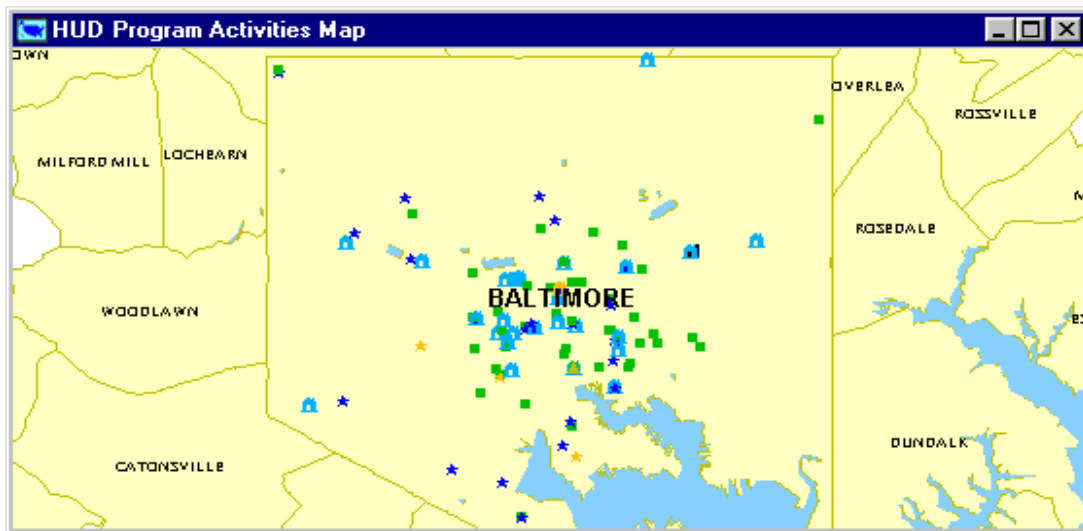 HUD Program Activities Map
OWN
OVERLEA
ROSSVILLE
MILFORD MILL
LOCHEARN
ROSEDALE
BALTIMORE
WOODLAWN
DUNDALK
CATONSVILLE